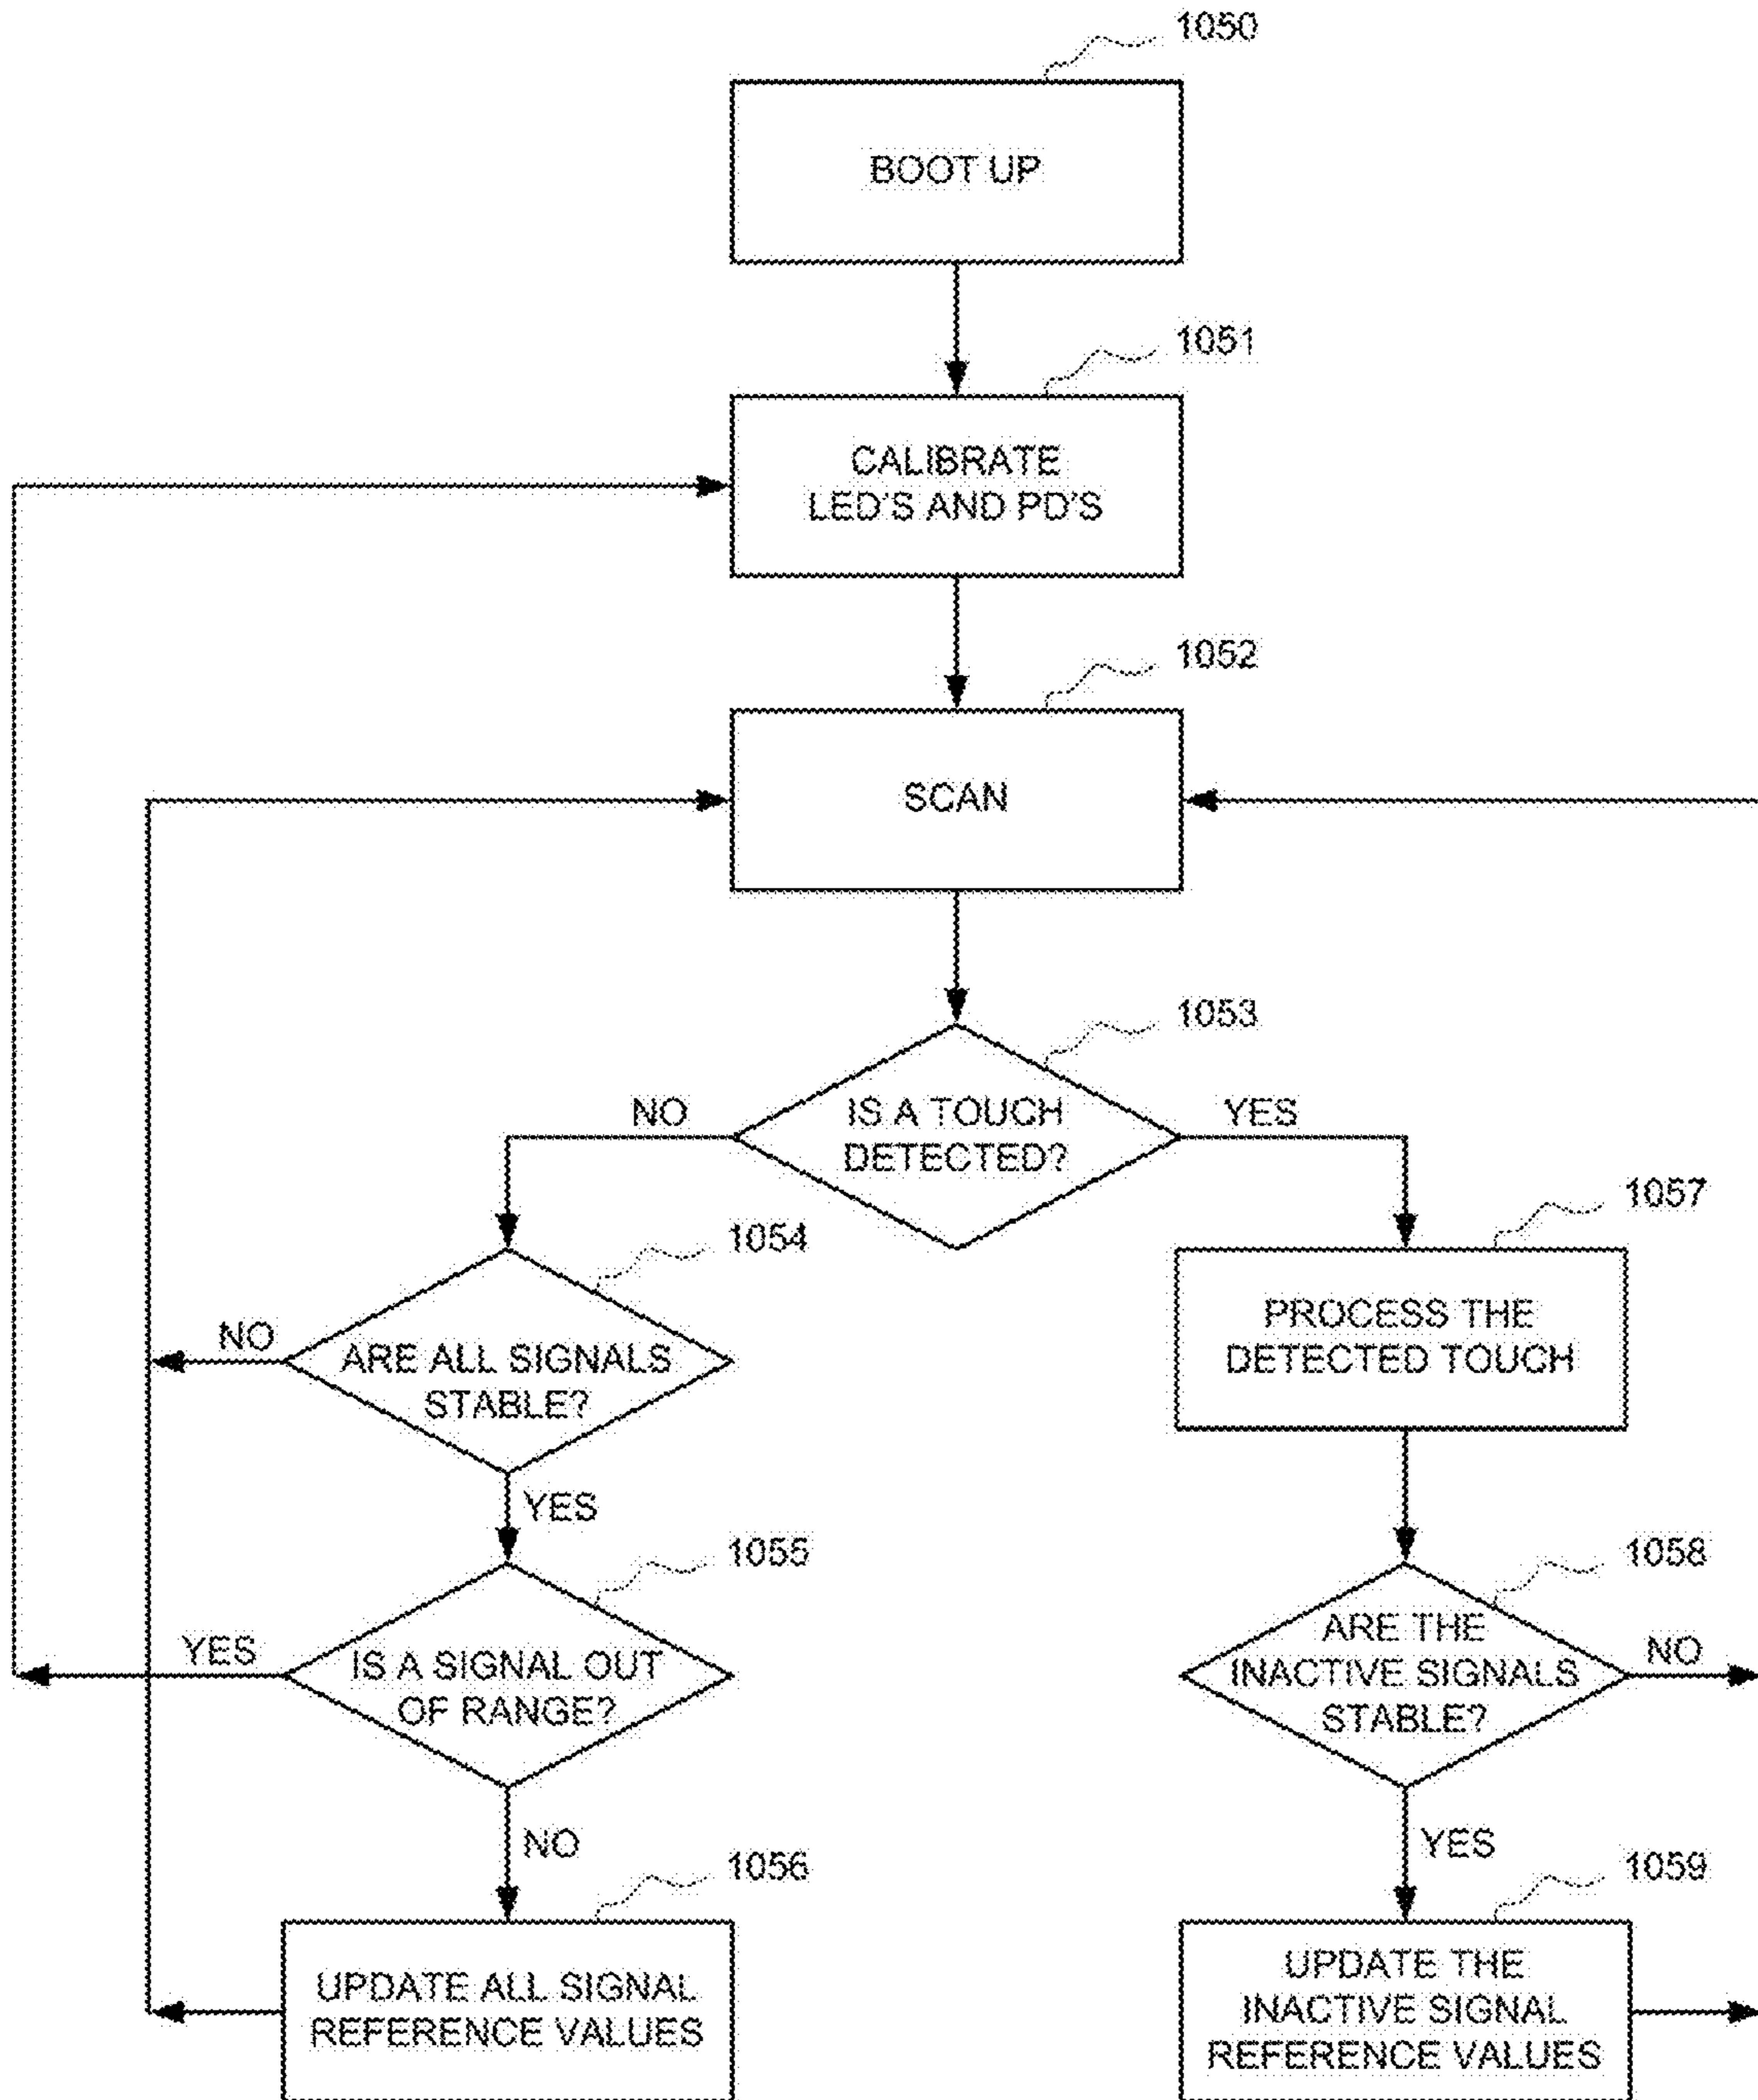 1050
BOOT UP
1051
CALIBRATE
LED'S AND PD'S
1052
SCAN
1053
IS A TOUCH
DETECTED?
NO
YES
1054
ARE ALL SIGNALS
STABLE?
NO
YES
1057
PROCESS THE
DETECTED TOUCH
1055
IS A SIGNAL OUT
OF RANGE?
YES
NO
1058
ARE THE
INACTIVE SIGNALS
STABLE?
NO
YES
1056
UPDATE ALL SIGNAL
REFERENCE VALUES
1059
UPDATE THE
INACTIVE SIGNAL
REFERENCE VALUES